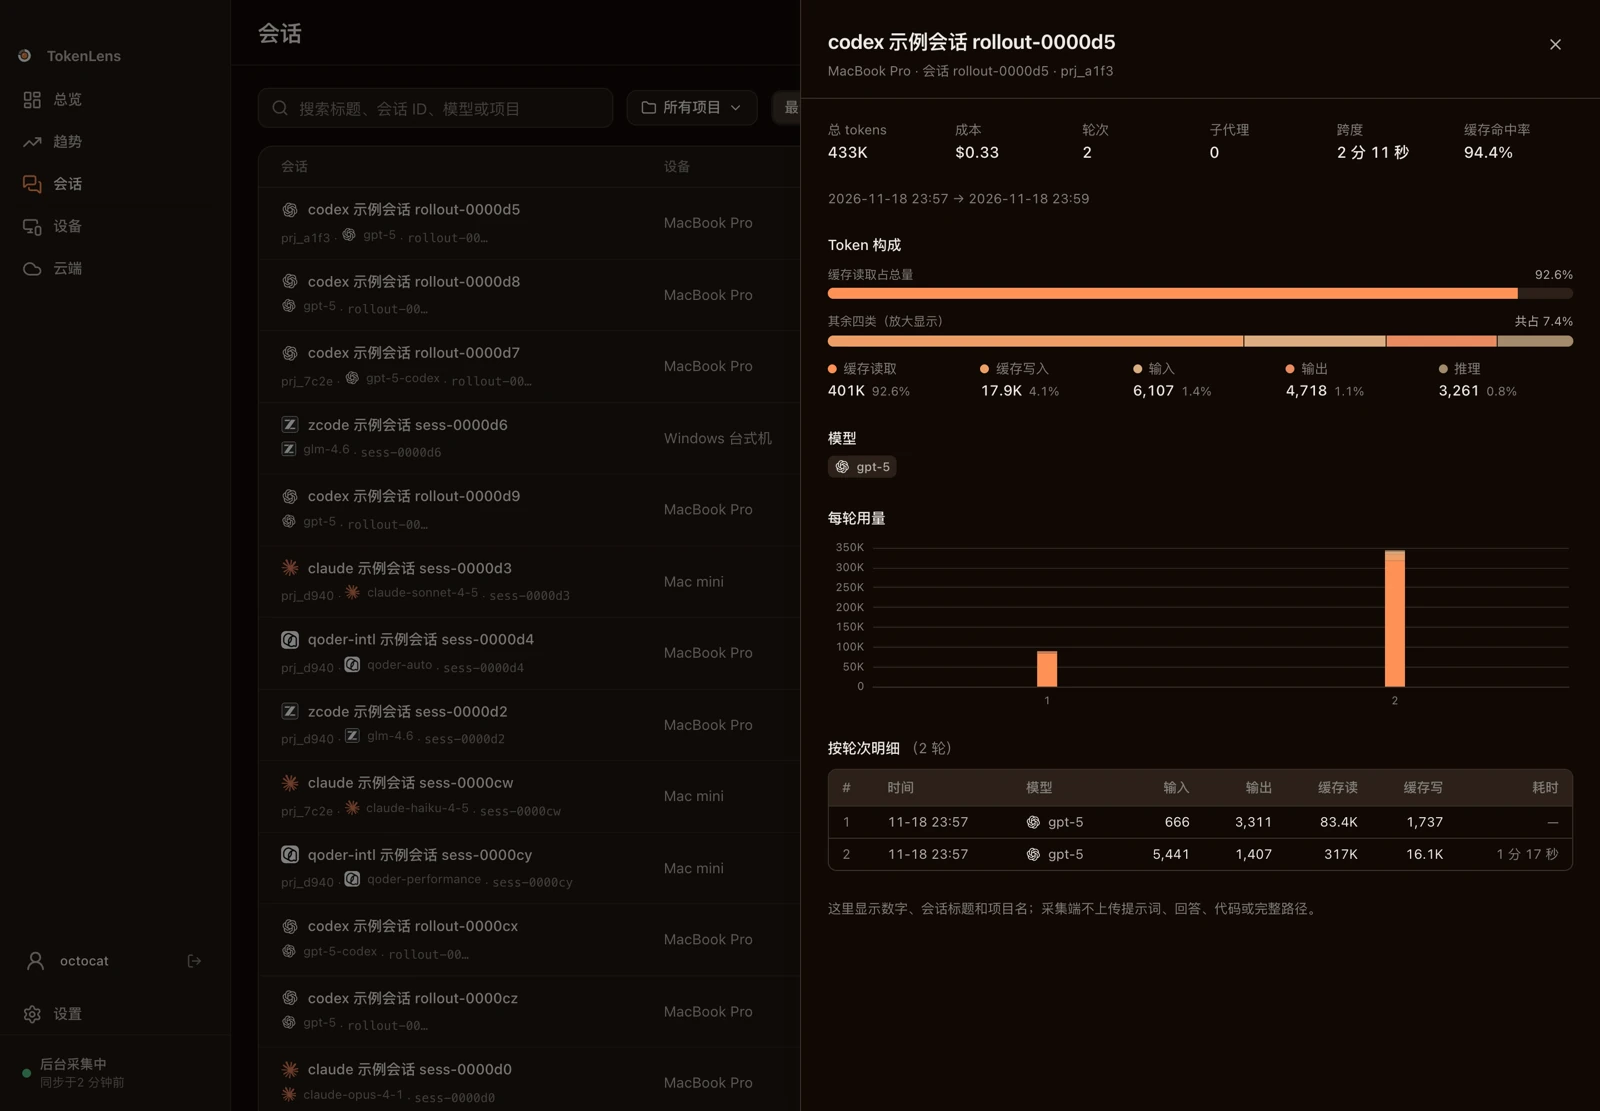 TokenLens
总览
趋势
会话
设备
云端
octocat
设置
后台采集中
同步于2 分钟前
会话
搜索标题、会话 ID、模型或项目
所有项目
最
会话 设备
codex 示例会话 rollout-0000d5
prj_a1f3 · gpt-5 · rollout-00…
MacBook Pro
codex 示例会话 rollout-0000d8
gpt-5 · rollout-00…
MacBook Pro
codex 示例会话 rollout-0000d7
prj_7c2e · gpt-5-codex · rollout-00…
MacBook Pro
zcode 示例会话 sess-0000d6
glm-4.6 · sess-0000d6
Windows 台式机
codex 示例会话 rollout-0000d9
gpt-5 · rollout-00…
MacBook Pro
claude 示例会话 sess-0000d3
prj_d940 · claude-sonnet-4-5 · sess-0000d3
Mac mini
qoder-intl 示例会话 sess-0000d4
prj_d940 · qoder-auto · sess-0000d4
MacBook Pro
zcode 示例会话 sess-0000d2
prj_d940 · glm-4.6 · sess-0000d2
MacBook Pro
claude 示例会话 sess-0000cw
prj_7c2e · claude-haiku-4-5 · sess-0000cw
Mac mini
qoder-intl 示例会话 sess-0000cy
prj_d940 · qoder-performance · sess-0000cy
Mac mini
codex 示例会话 rollout-0000cx
gpt-5-codex · rollout-00…
MacBook Pro
codex 示例会话 rollout-0000cz
gpt-5 · rollout-00…
MacBook Pro
claude 示例会话 sess-0000d0
claude-opus-4-1 · sess-0000d0
MacBook Pro
codex 示例会话 rollout-0000d5
MacBook Pro · 会话 rollout-0000d5 · prj_a1f3
总 tokens 成本 轮次 子代理 跨度 缓存命中率
433K $0.33 2 0 2 分 11 秒 94.4%
2026-11-18 23:57 → 2026-11-18 23:59
Token 构成
缓存读取占总量 92.6%
其余四类（放大显示） 共占 7.4%
缓存读取 缓存写入 输入 输出 推理
401K 92.6% 17.9K 4.1% 6,107 1.4% 4,718 1.1% 3,261 0.8%
模型
gpt-5
每轮用量
350K
300K
250K
200K
150K
100K
50K
0
1 2
按轮次明细 （2 轮）
# 时间 模型 输入 输出 缓存读 缓存写 耗时
1 11-18 23:57 gpt-5 666 3,311 83.4K 1,737 —
2 11-18 23:57 gpt-5 5,441 1,407 317K 16.1K 1 分 17 秒
这里显示数字、会话标题和项目名；采集端不上传提示词、回答、代码或完整路径。